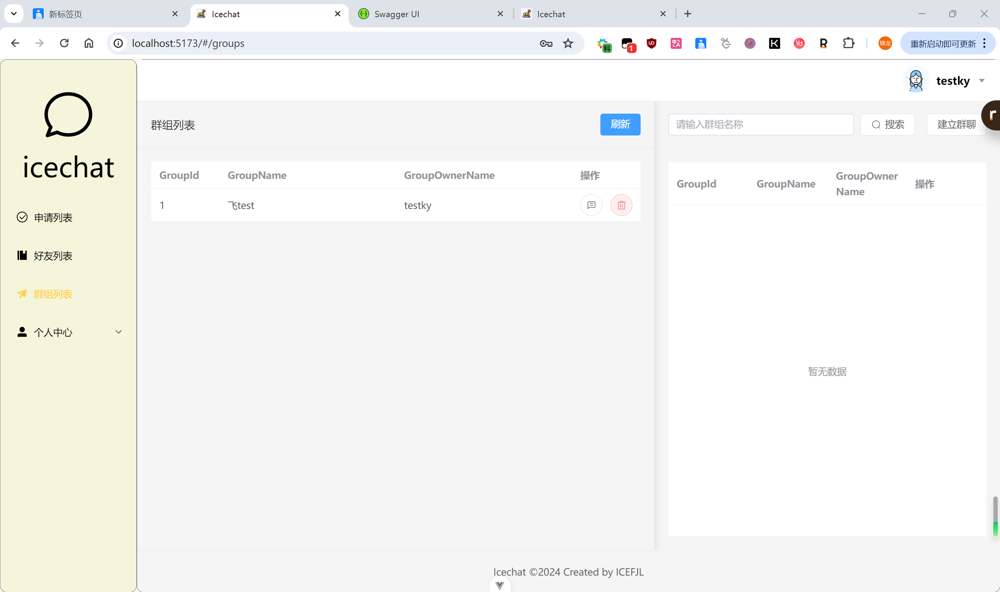 新标签页
Icechat
Swagger UI
Icechat
localhost:5173/#/groups
科
1
锦龙
重新启动即可更新
testky
icechat
申请列表
好友列表
群组列表
个人中心
群组列表
刷新
GroupId GroupName GroupOwnerName 操作
1 飞test testky
请输入群组名称
搜索
建立群聊
r
GroupId GroupName GroupOwner
Name 操作
暂无数据
Icechat ©2024 Created by ICEFJL